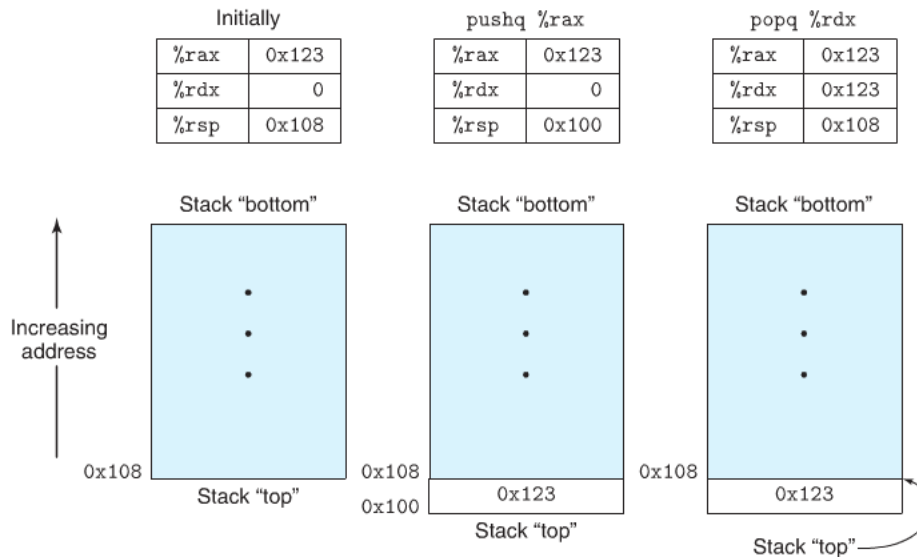 Initially
%rax 0x123
%rdx 0
%rsp 0x108
pushq %rax
%rax 0x123
%rdx 0
%rsp 0x100
popq %rdx
%rax 0x123
%rdx 0x123
%rsp 0x108
Increasing
address
Stack “bottom”
0x108
Stack “top”
Stack “bottom”
0x108
0x100
0x123
Stack “top”
Stack “bottom”
0x108
0x123
Stack “top”